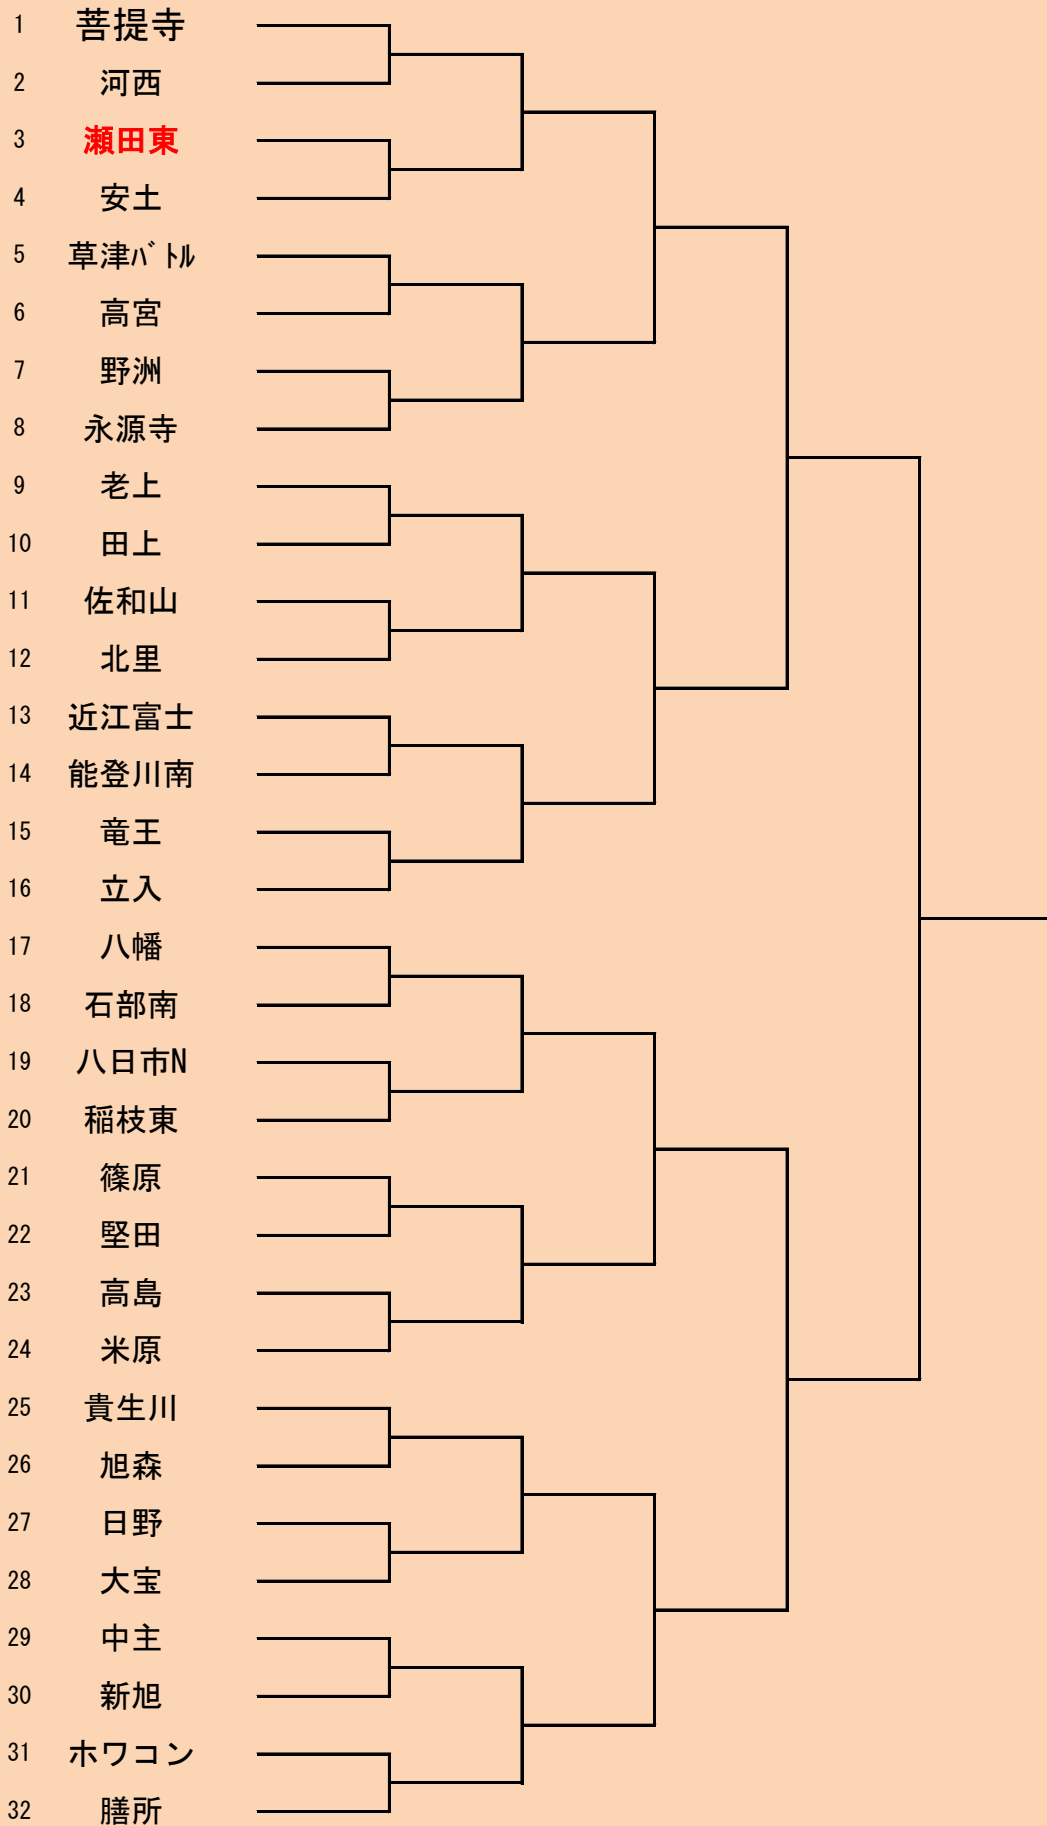 1 菩提寺
2 河西
3 瀬田東
4 安土
5 草津ﾊﾞﾄﾙ
6 高宮
7 野洲
8 永源寺
9 老上
10 田上
11 佐和山
12 北里
13 近江富士
14 能登川南
15 竜王
16 立入
17 八幡
18 石部南
19 八日市N
20 稲枝東
21 篠原
22 堅田
23 高島
24 米原
25 貴生川
26 旭森
27 日野
28 大宝
29 中主
30 新旭
31 ホワコン
32 膳所